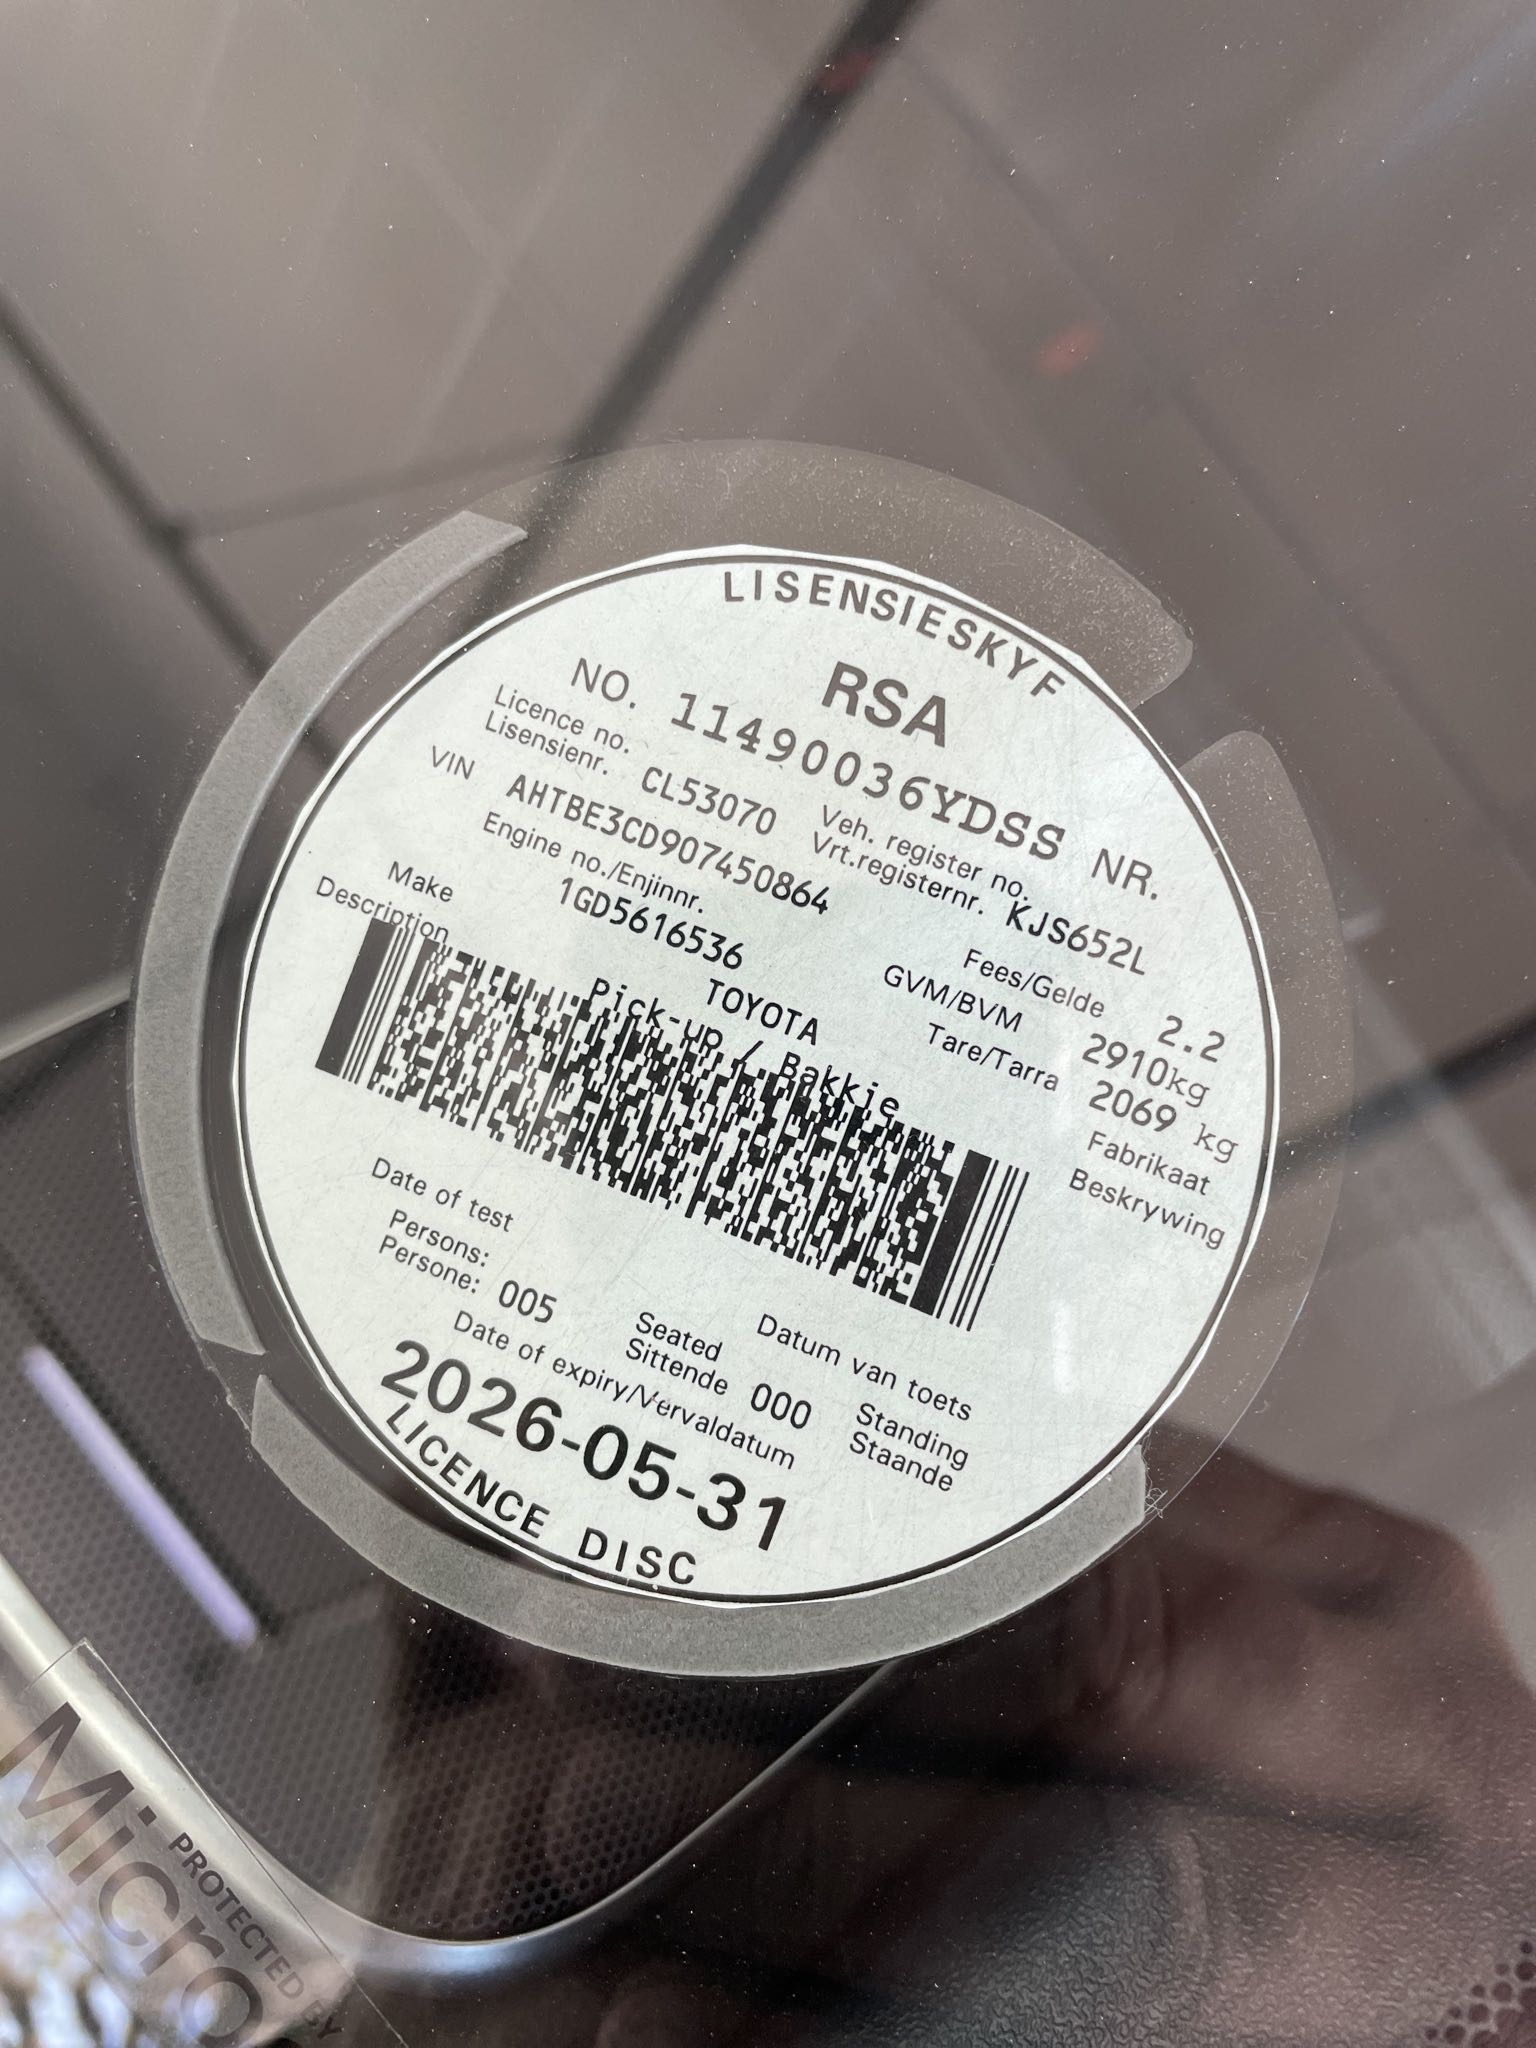 LISENSIESKYF
RSA
NO. 11490036YDSS NR.
Licence no.
Lisensienr. CL53070
Veh. register no.
Vrt.registernr. KJS652L
VIN AHTBE3CD907450864
Engine no./Enjinnr.
1GD5616536
Fees/Gelde 2.2
GVM/BVM 2910kg
Tare/Tarra 2069 kg
Make TOYOTA Fabrikaat
Description Pick-up / Bakkie Beskrywing
Date of test Datum van toets
Persons:
Persone: 005
Seated
Sittende 000
Standing
Staande
Date of expiry/Vervaldatum
2026-05-31
LICENCE DISC
PROTECTED BY
Micro